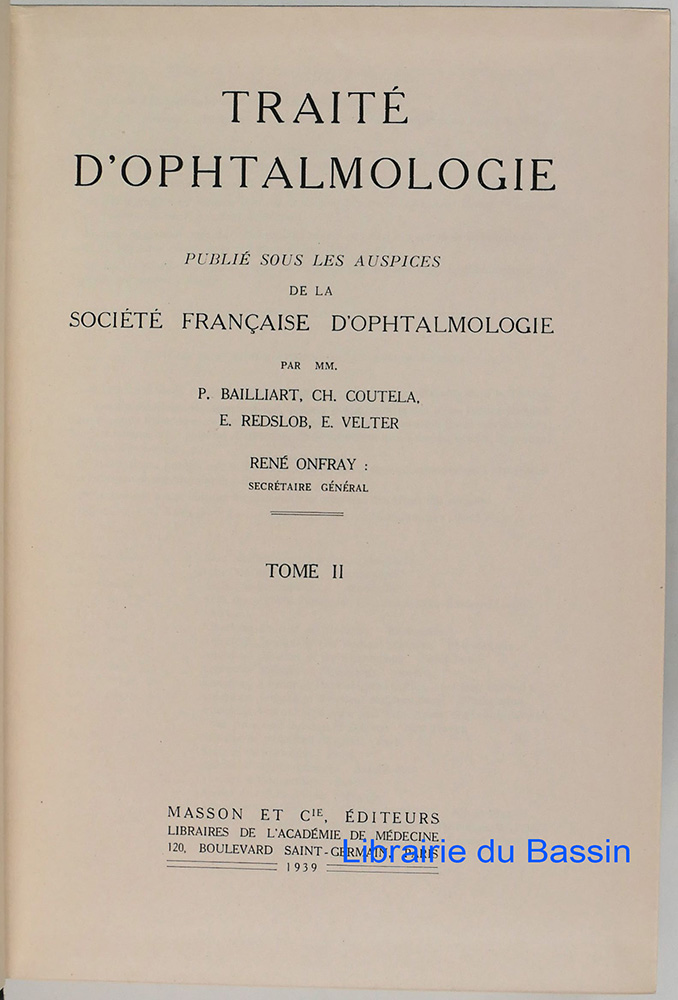 TRAITÉ
D'OPHTALMOLOGIE
PUBLIÉ SOUS LES AUSPICES
DE LA
SOCIÉTÉ FRANÇAISE D'OPHTALMOLOGIE
PAR MM.
P. BAILLIART, CH. COUTELA,
E. REDSLOB, E. VELTER
RENÉ ONFRAY :
SECRÉTAIRE GÉNÉRAL
TOME II
MASSON ET CIE, ÉDITEURS
LIBRAIRES DE L'ACADÉMIE DE MÉDECINE
120, BOULEVARD SAINT-GERMAIN, PARIS
Librairie du Bassin
1939